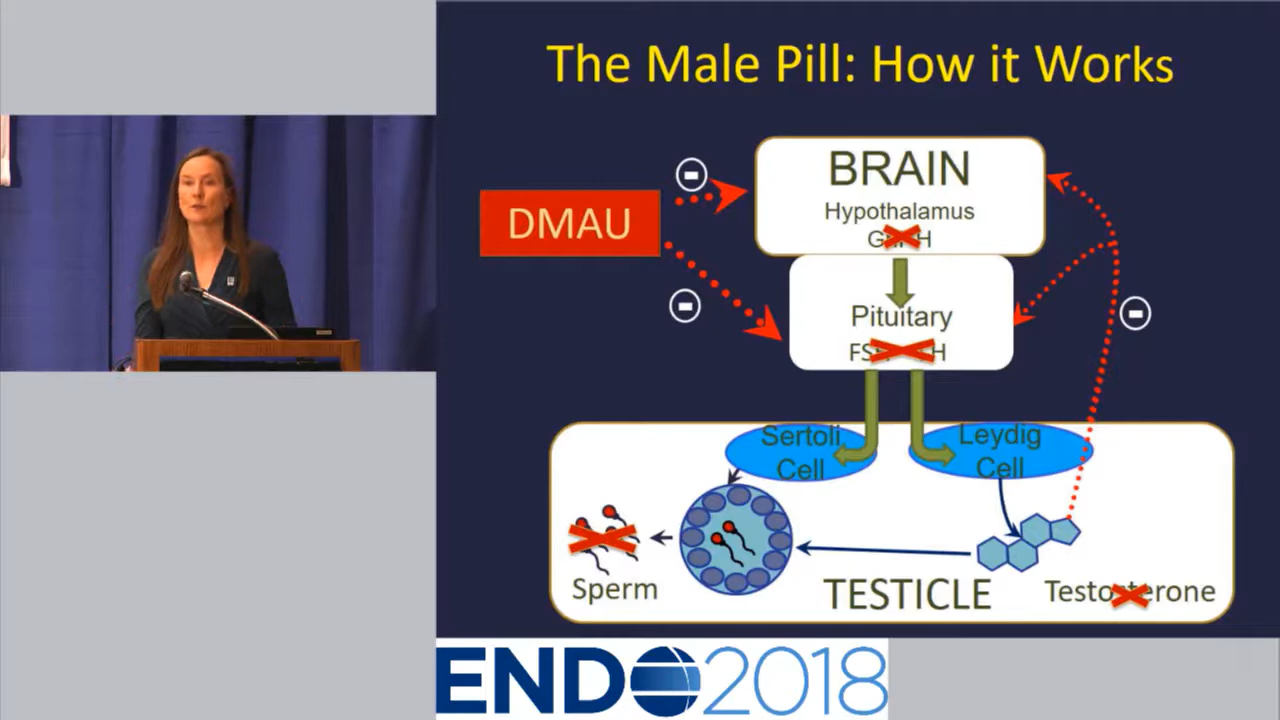 The Male Pill: How it Works
DMAU
BRAIN
Hypothalamus
Pituitary
Sertoli
Cell
Leydig
Cell
Sperm
TESTICLE
ENDO2018